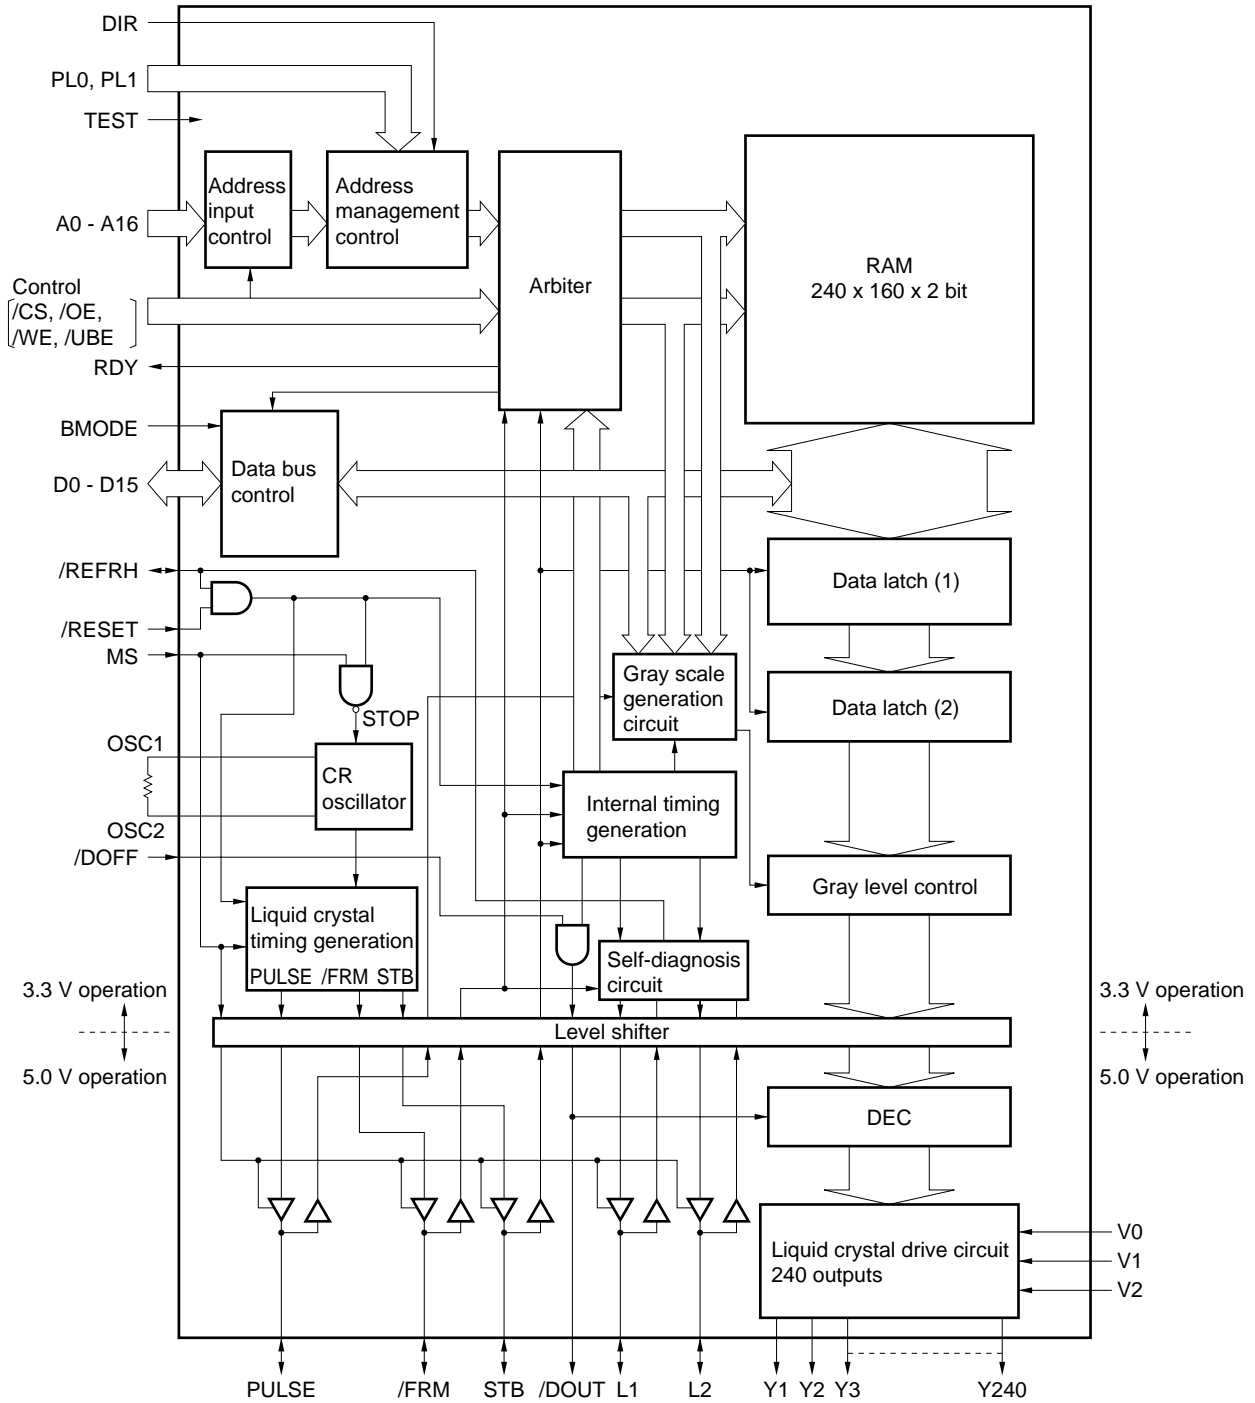 DIR
PL0, PL1
TEST
Address
input
control
Address
management
control
A0 - A16
Control
/CS, /OE,
/WE, /UBE
Arbiter
RAM
240 x 160 x 2 bit
RDY
BMODE
D0 - D15
Data bus
control
/REFRH
/RESET
MS
Data latch (1)
Gray scale
generation
circuit
Data latch (2)
STOP
OSC1
CR
oscillator
OSC2
Internal timing
generation
/DOFF
Gray level control
Liquid crystal
timing generation
PULSE /FRM STB
Self-diagnosis
circuit
3.3 V operation
3.3 V operation
Level shifter
5.0 V operation
5.0 V operation
DEC
Liquid crystal drive circuit
240 outputs
V0
V1
V2
PULSE
/FRM
STB
/DOUT
L1
L2
Y1
Y2
Y3
Y240